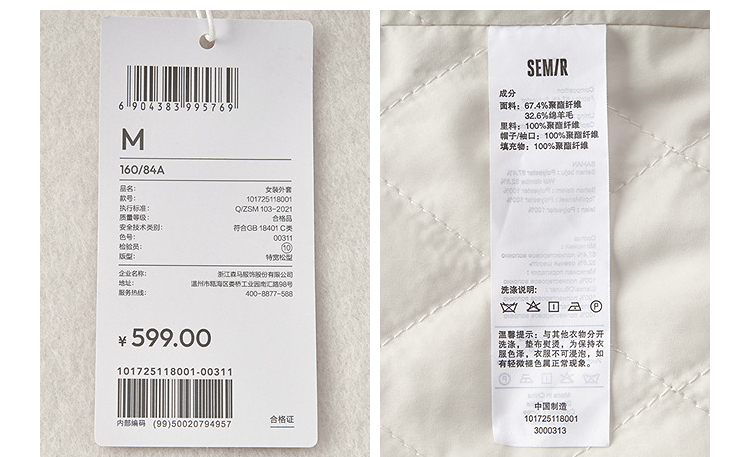 6 904383 995769
M
160/84A
品名: 女装外套
款号: 101725118001
执行标准: Q/ZSM 103-2021
质量等级: 合格品
安全技术类别: 符合GB 18401 C类
色号: 00311
检验员: 10
版型: 特宽松型
企业名称: 浙江森马服饰股份有限公司
地址: 温州市瓯海区娄桥工业园南汇路98号
服务热线: 400-8877-588
¥ 599.00
101725118001-00311
内部编码 (99)50020794957
合格证
SEMIR
成分
面料: 67.4%聚酯纤维
32.6%绵羊毛
里料: 100%聚酯纤维
帽子/袖口: 100%聚酯纤维
填充物: 100%聚酯纤维
洗涤说明:
P
温馨提示: 与其他衣物分开
洗涤, 垫布熨烫, 为保持衣
服色泽, 衣服不可浸泡, 如
有轻微褪色属正常现象。
中国制造
101725118001
3000313